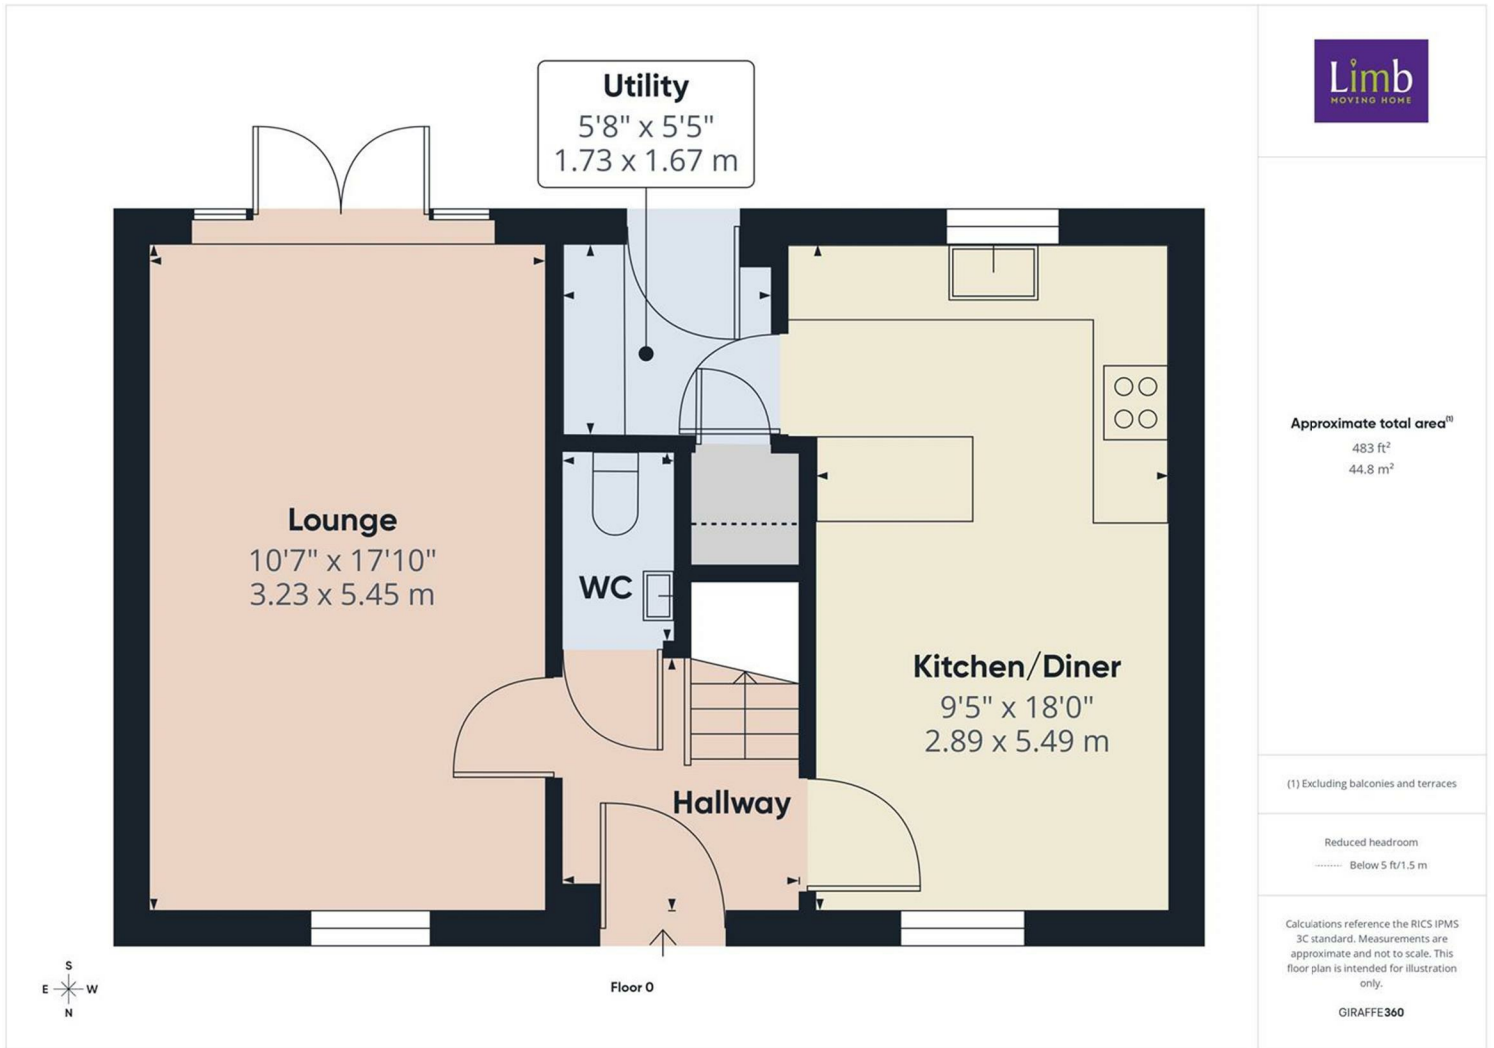 Utility
5'8" x 5'5"
1.73 x 1.67 m
Lounge
10'7" x 17'10"
3.23 x 5.45 m
WC
Kitchen/Diner
9'5" x 18'0"
2.89 x 5.49 m
Hallway
S
E W
N
Floor 0
Limb
MOVING HOME
Approximate total area(1)
483 ft²
44.8 m²
(1) Excluding balconies and terraces
Reduced headroom
Below 5 ft/1.5 m
Calculations reference the RICS IPMS
3C standard. Measurements are
approximate and not to scale. This
floor plan is intended for illustration
only.
GIRAFFE360